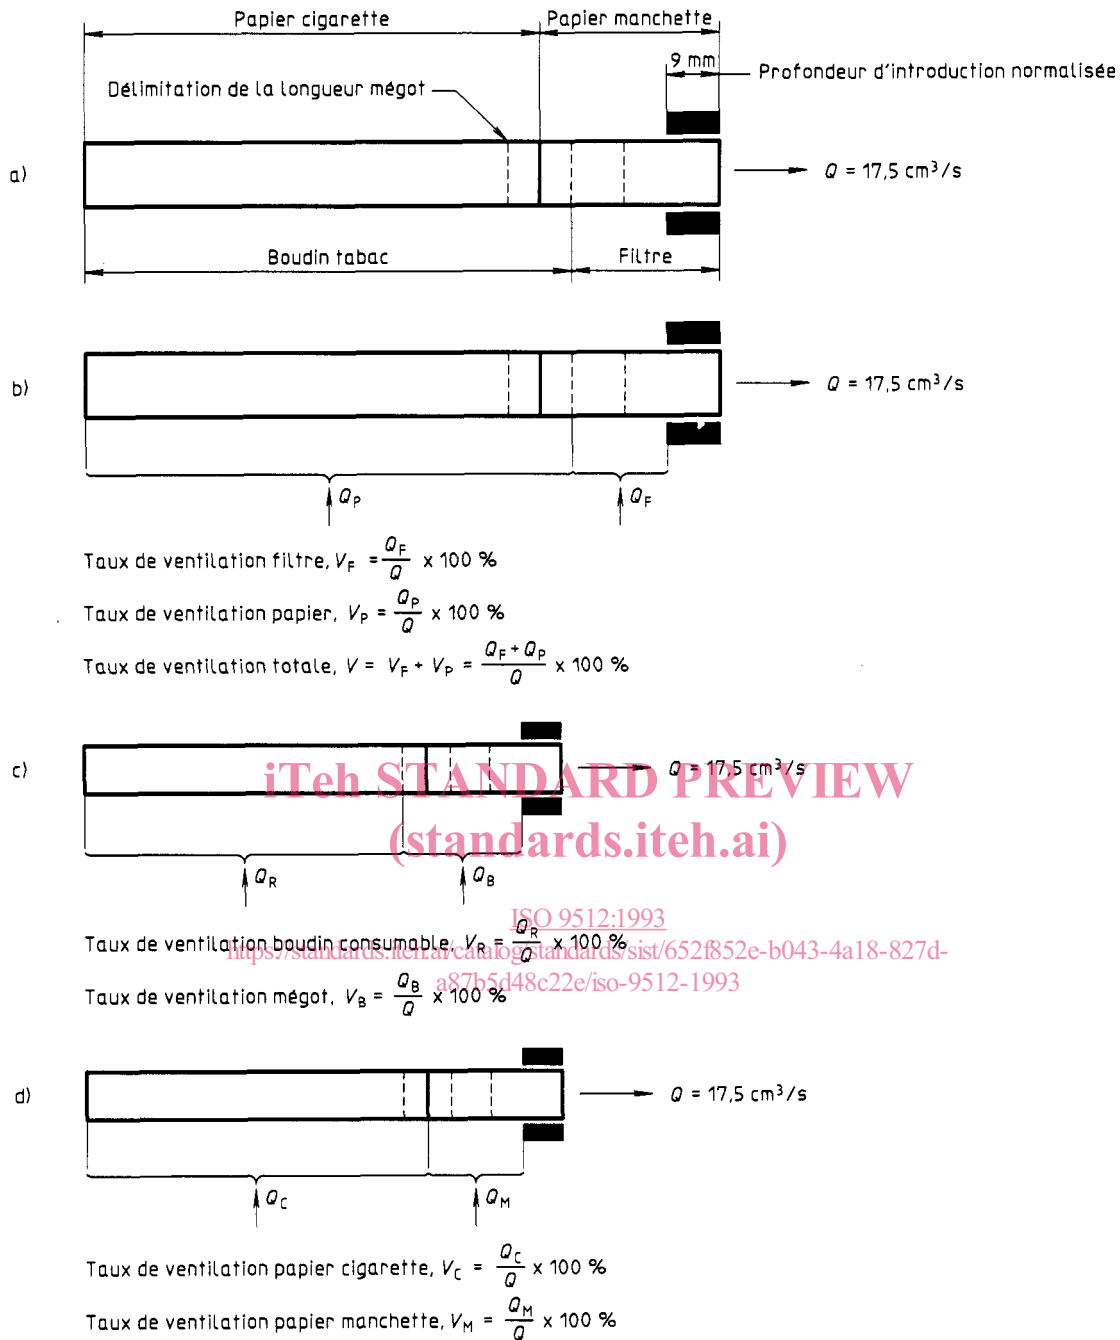 Papier cigarette
Papier manchette
9 mm
Profondeur d'introduction normalisée
Délimitation de la longueur mégot
a)
Q = 17,5 cm³/s
Boudin tabac
Filtre
b)
Q = 17,5 cm³/s
Q_P
Q_F
Taux de ventilation filtre, V_F = Q_F/Q x 100 %
Taux de ventilation papier, V_P = Q_P/Q x 100 %
Taux de ventilation totale, V = V_F + V_P = (Q_F + Q_P)/Q x 100 %
c)
Q = 17,5 cm³/s
iTeh STANDARD PREVIEW
(standards.iteh.ai)
Q_R
Q_B
ISO 9512:1993
Taux de ventilation boudin consumable, V_R = Q_R/Q x 100 %
https://standards.iteh.ai/catalog/standards/sist/652f852e-b043-4a18-827d-
a87b5d48c22e/iso-9512-1993
Taux de ventilation mégot, V_B = Q_B/Q x 100 %
d)
Q = 17,5 cm³/s
Q_C
Q_M
Taux de ventilation papier cigarette, V_C = Q_C/Q x 100 %
Taux de ventilation papier manchette, V_M = Q_M/Q x 100 %